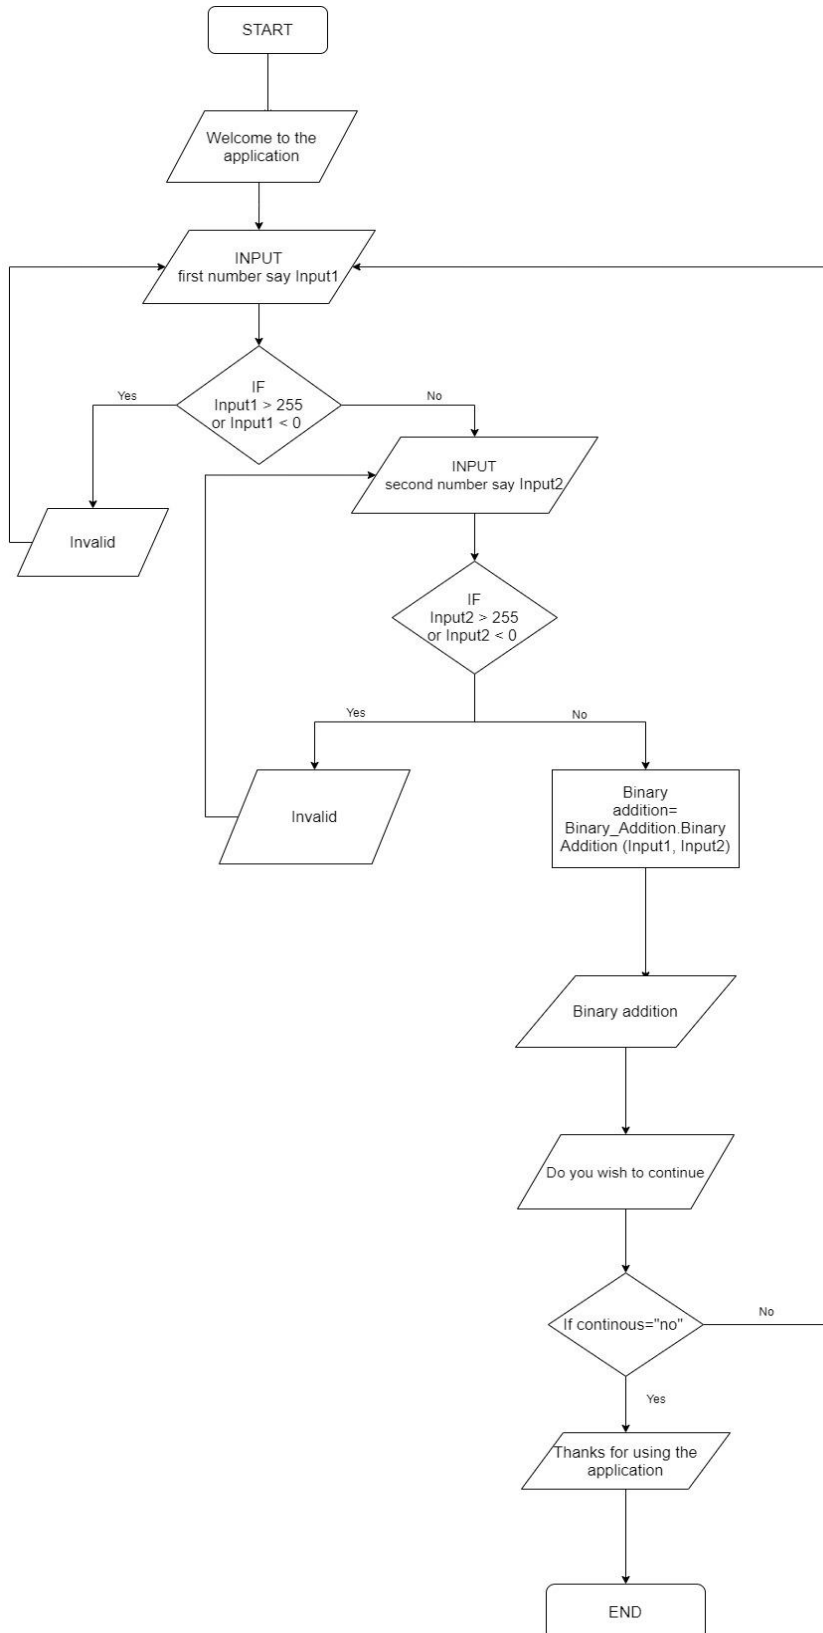 START
Welcome to the
application
INPUT
first number say Input1
IF
Input1 > 255
or Input1 < 0
Yes
No
Invalid
INPUT
second number say Input2
IF
Input2 > 255
or Input2 < 0
Yes
No
Invalid
Binary
addition=
Binary_Addition.Binary
Addition (Input1, Input2)
Binary addition
Do you wish to continue
If continous="no"
No
Yes
Thanks for using the
application
END